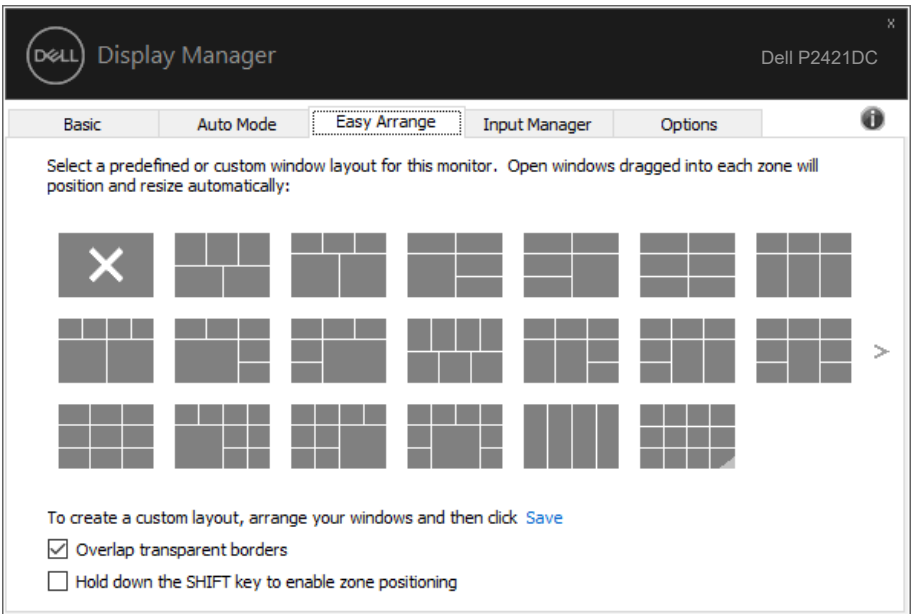 x
DELL Display Manager
Dell P2421DC
Basic Auto Mode Easy Arrange Input Manager Options
Select a predefined or custom window layout for this monitor. Open windows dragged into each zone will
position and resize automatically:
>
To create a custom layout, arrange your windows and then click Save
Overlap transparent borders
Hold down the SHIFT key to enable zone positioning